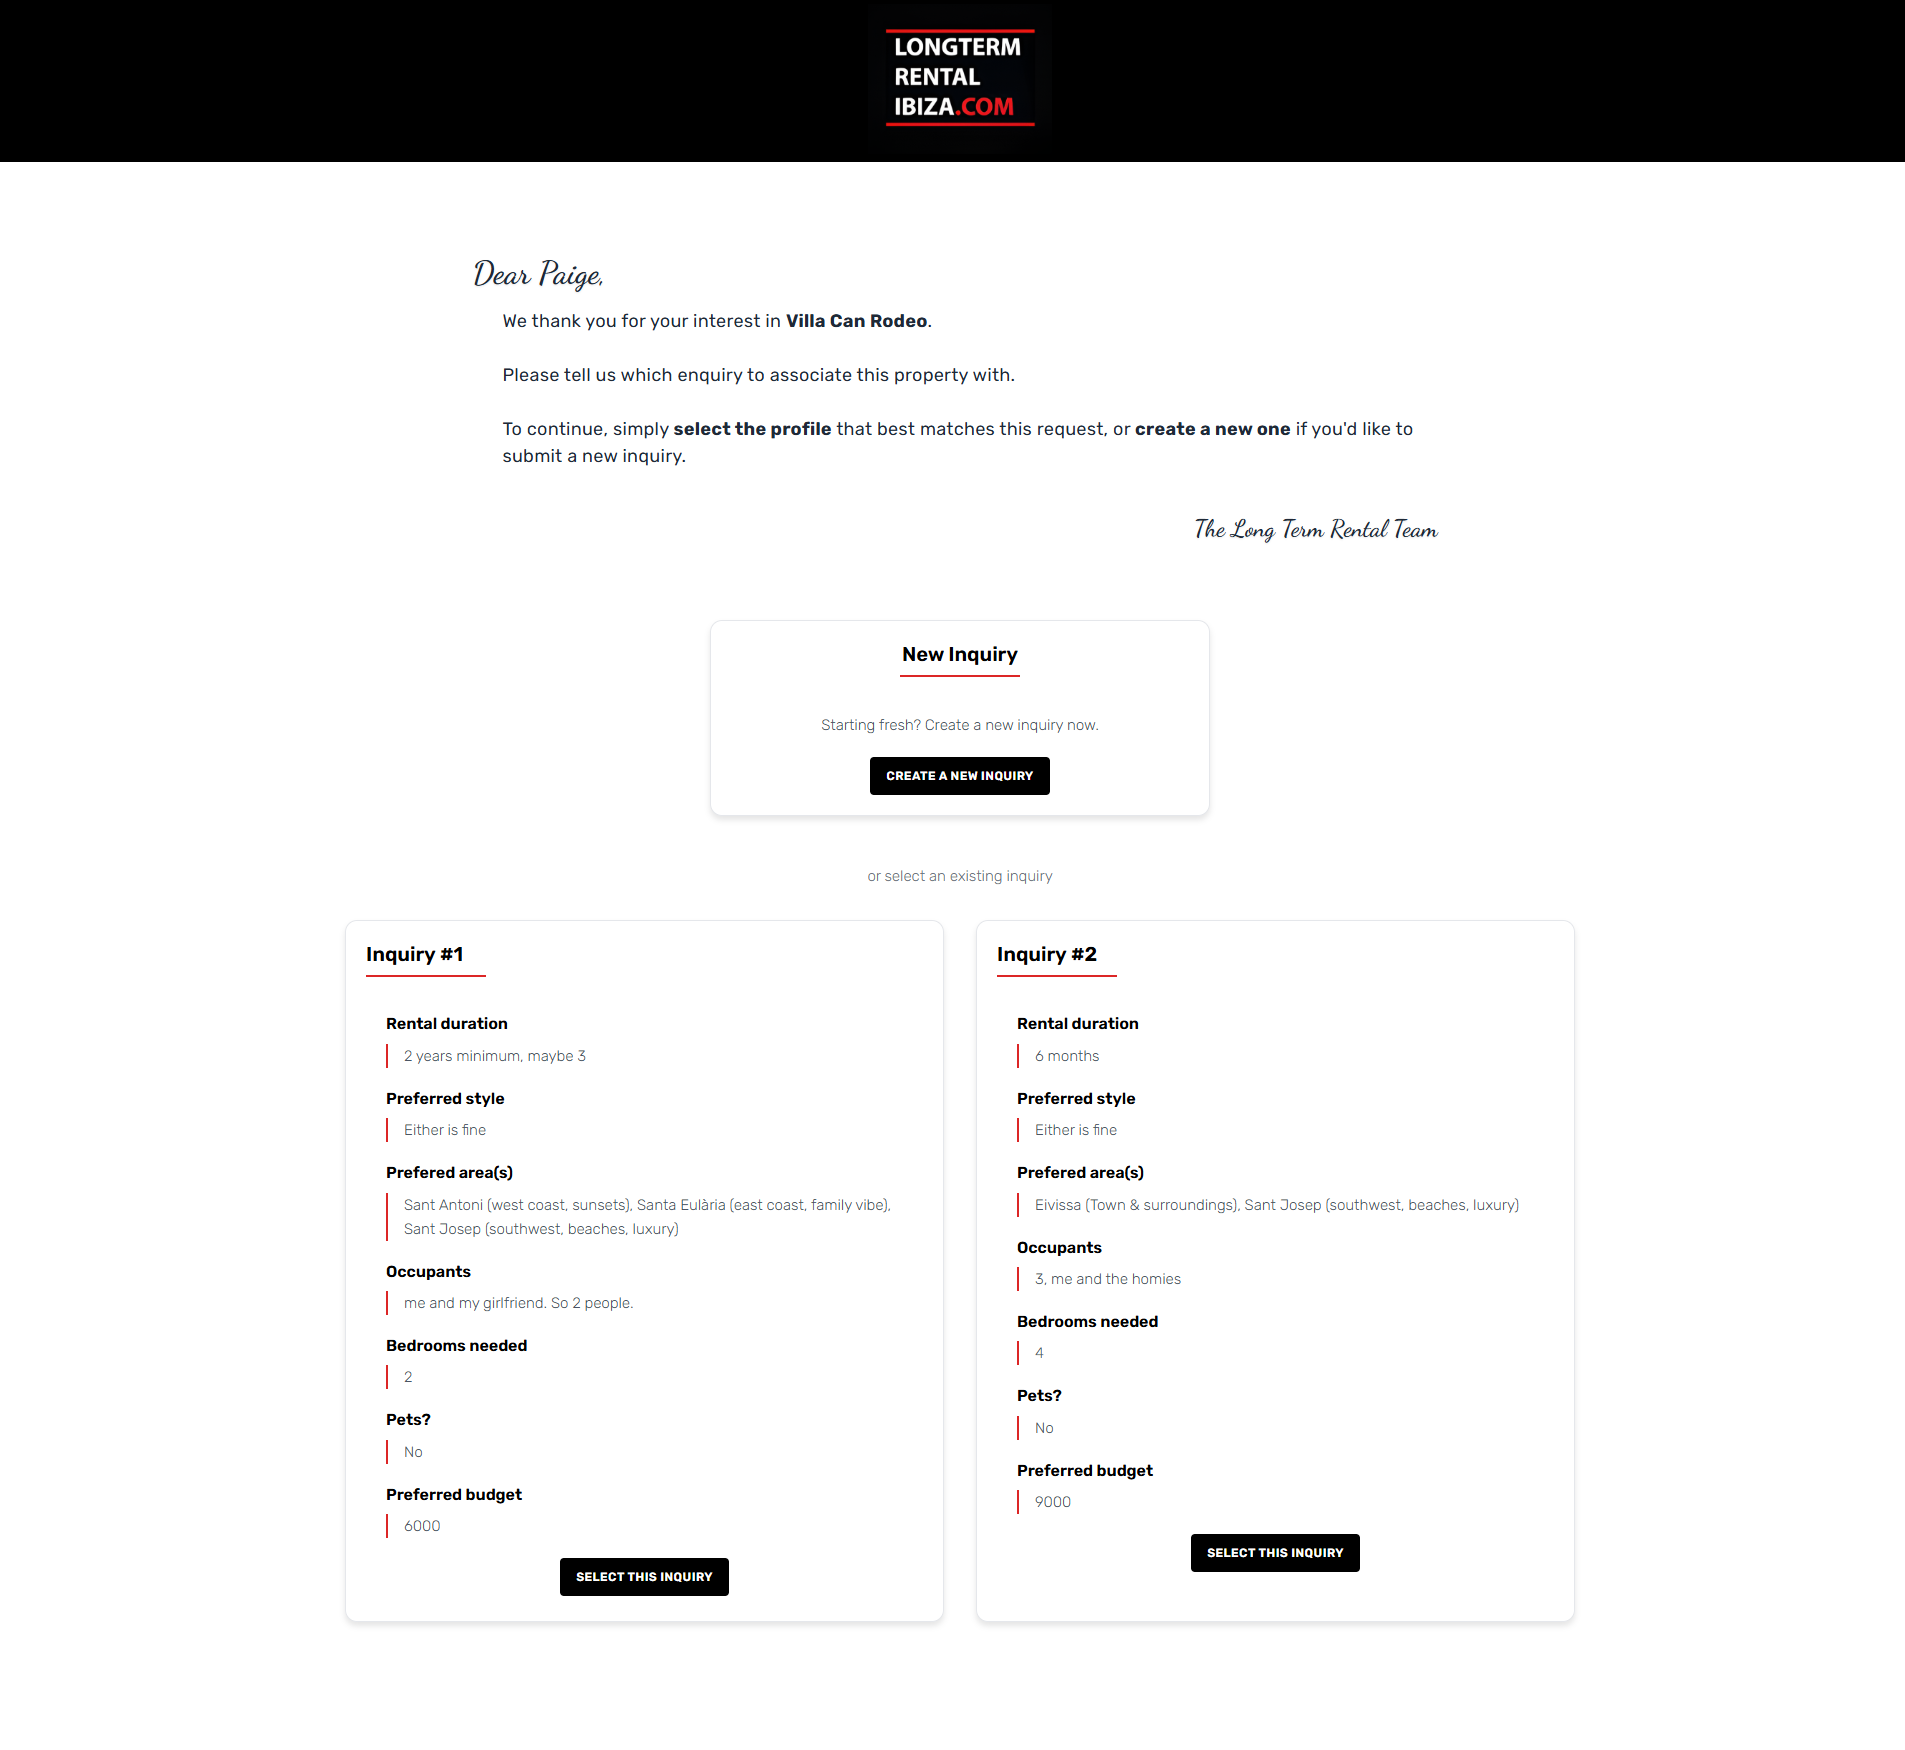 LONGTERM
RENTAL
IBIZA.COM
Dear Paige,
We thank you for your interest in Villa Can Rodeo.
Please tell us which enquiry to associate this property with.
To continue, simply select the profile that best matches this request, or create a new one if you'd like to
submit a new inquiry.
The Long Term Rental Team
New Inquiry
Starting fresh? Create a new inquiry now.
CREATE A NEW INQUIRY
or select an existing inquiry
Inquiry #1
Rental duration
2 years minimum, maybe 3
Preferred style
Either is fine
Prefered area(s)
Sant Antoni (west coast, sunsets), Santa Eulària (east coast, family vibe),
Sant Josep (southwest, beaches, luxury)
Occupants
me and my girlfriend. So 2 people.
Bedrooms needed
2
Pets?
No
Preferred budget
6000
SELECT THIS INQUIRY
Inquiry #2
Rental duration
6 months
Preferred style
Either is fine
Prefered area(s)
Eivissa (Town & surroundings), Sant Josep (southwest, beaches, luxury)
Occupants
3, me and the homies
Bedrooms needed
4
Pets?
No
Preferred budget
9000
SELECT THIS INQUIRY